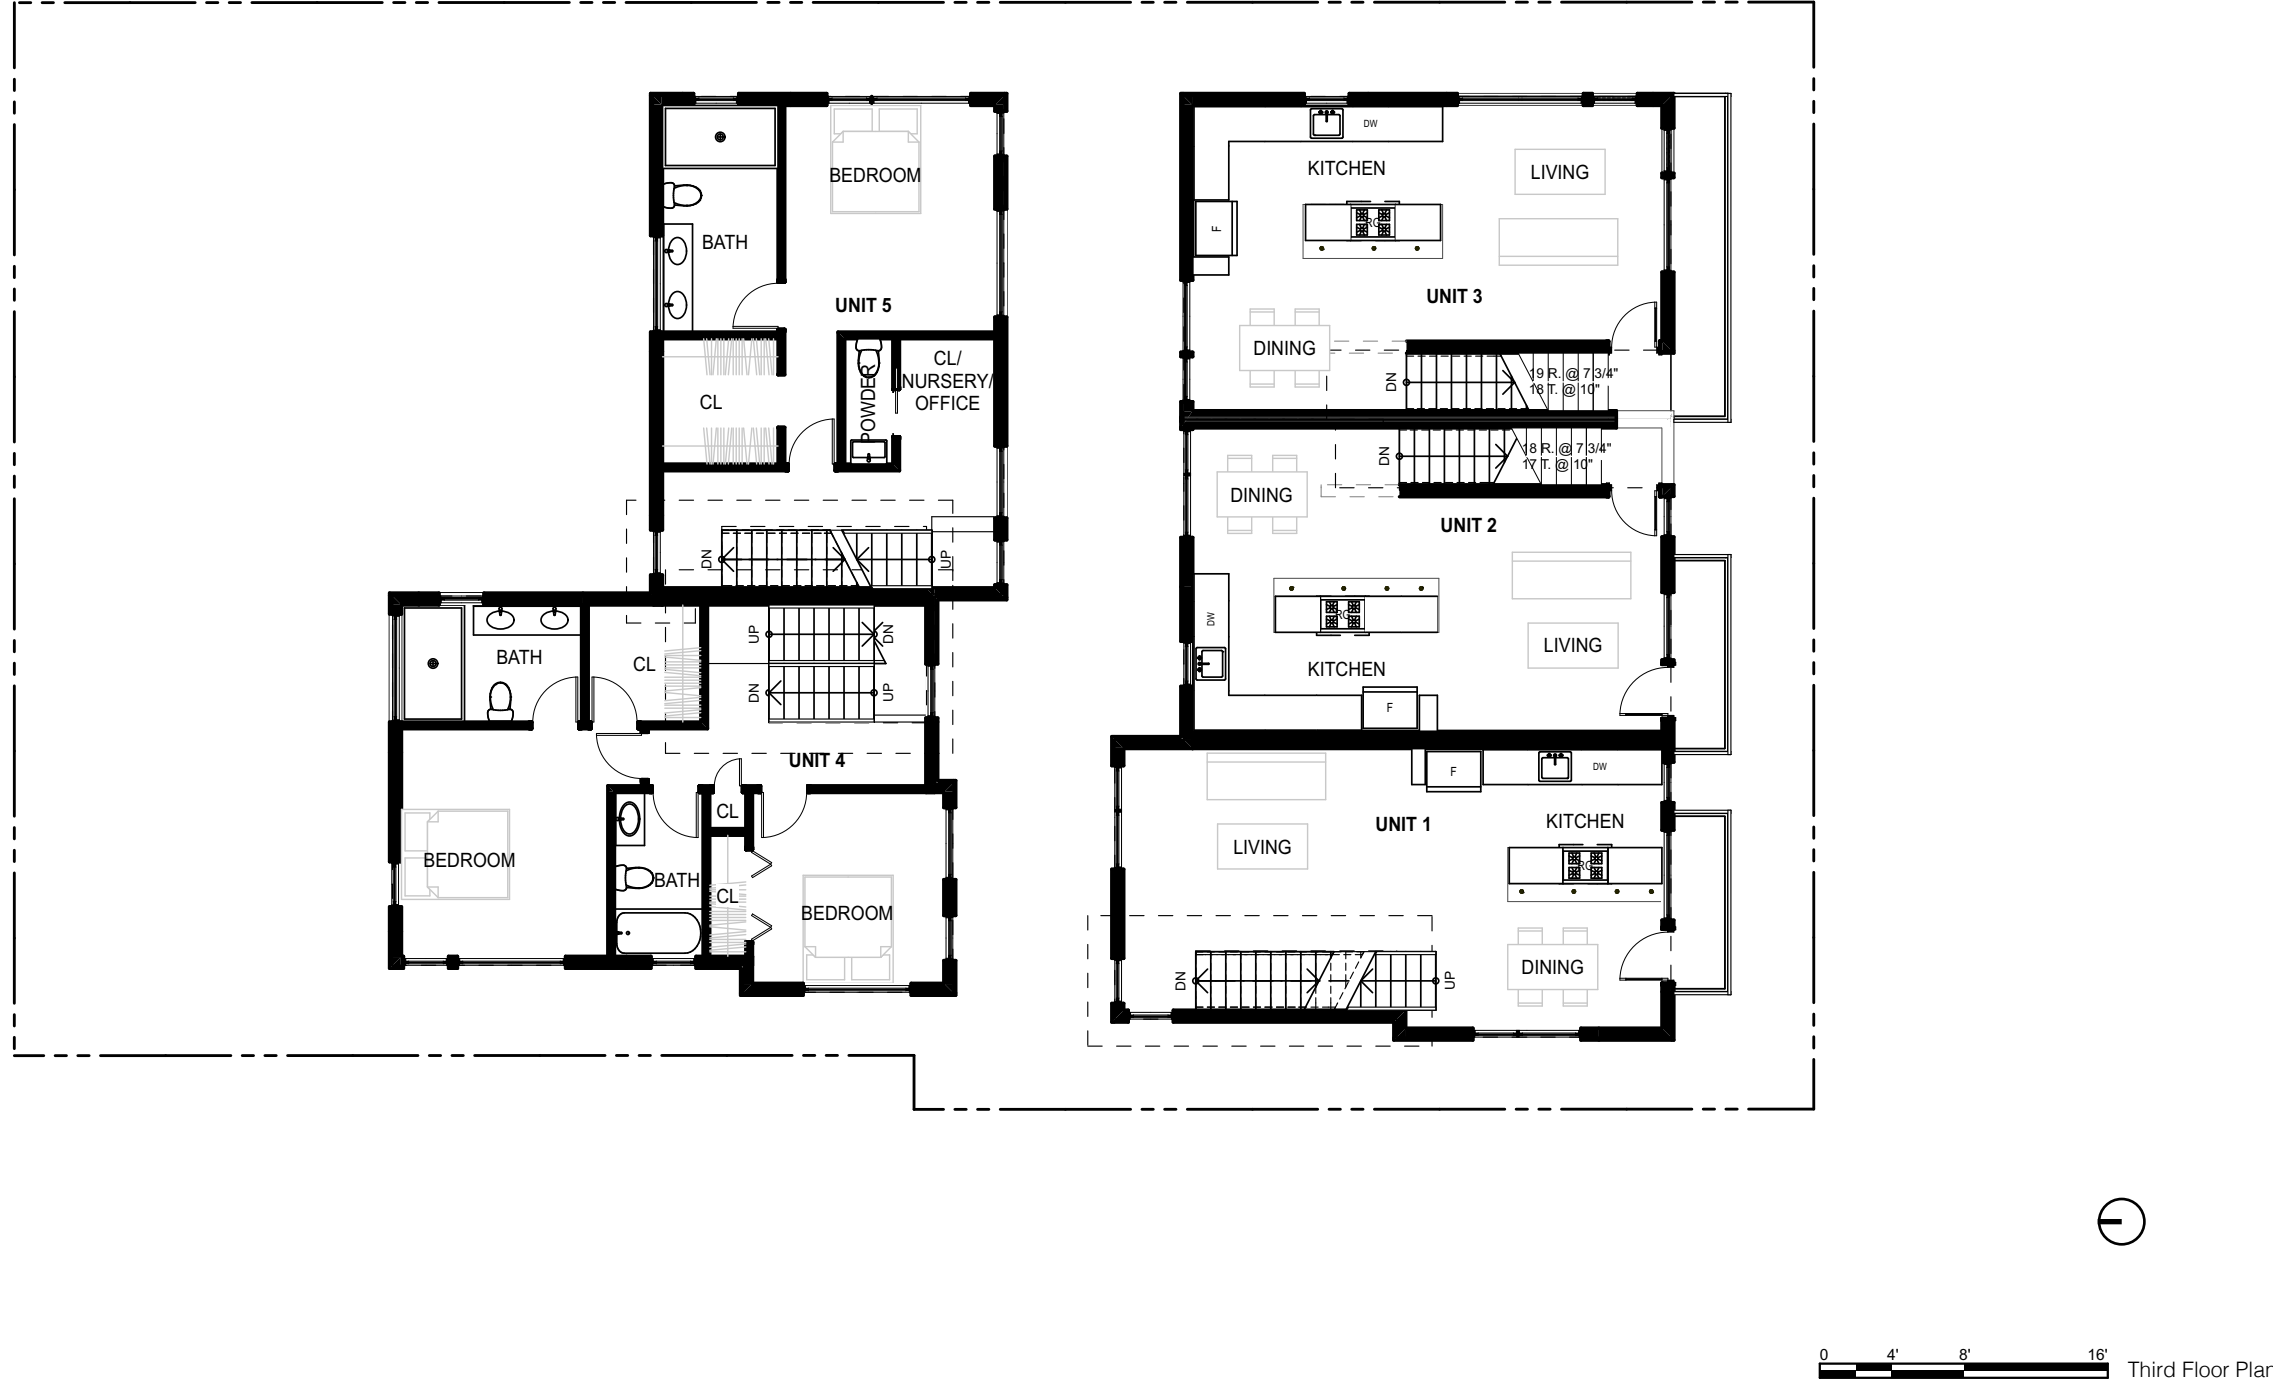 DW
KITCHEN
LIVING
BEDROOM
RG
F
BATH
UNIT 3
UNIT 5
DINING
CL/
NURSERY/
OFFICE
POWDER
CL
DN
19 R. @ 7 3/4"
18 T. @ 10"
DN
18 R. @ 7 3/4"
17 T. @ 10"
DINING
UNIT 2
DN
UP
RG
DW
UP
DN
LIVING
BATH
CL
KITCHEN
DN
UP
F
UNIT 4
F
DW
CL
UNIT 1
KITCHEN
LIVING
BEDROOM
RG
BATH
CL
BEDROOM
DINING
DN
UP
0 4' 8' 16'
Third Floor Plan